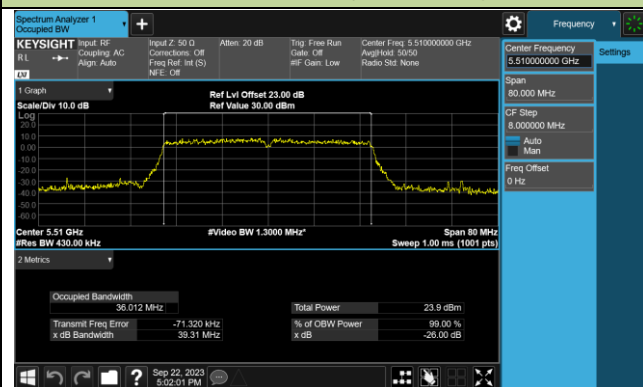 Spectrum Analyzer 1
Occupied BW
+
Frequency
KEYSIGHT
Input: RF
Coupling: AC
Align: Auto
Input Z: 50 Ω
Corrections: Off
Freq Ref: Int (S)
NFE: Off
Atten: 20 dB
Trig: Free Run
Gate: Off
#IF Gain: Low
Center Freq: 5.510000000 GHz
Avg|Hold: 50/50
Radio Std: None
RL
LXI
Center Frequency
5.510000000 GHz
Settings
Span
80.000 MHz
CF Step
8.000000 MHz
Auto
Man
Freq Offset
0 Hz
1 Graph
Scale/Div 10.0 dB
Ref Lvl Offset 23.00 dB
Ref Value 30.00 dBm
Log
20.0
10.0
0.00
-10.0
-20.0
-30.0
-40.0
-50.0
-60.0
Center 5.51 GHz
#Res BW 430.00 kHz
#Video BW 1.3000 MHz*
Span 80 MHz
Sweep 1.00 ms (1001 pts)
2 Metrics
Occupied Bandwidth
36.012 MHz
Total Power 23.9 dBm
Transmit Freq Error -71.320 kHz
% of OBW Power 99.00 %
x dB Bandwidth 39.31 MHz
x dB -26.00 dB
?
Sep 22, 2023
5:02:01 PM